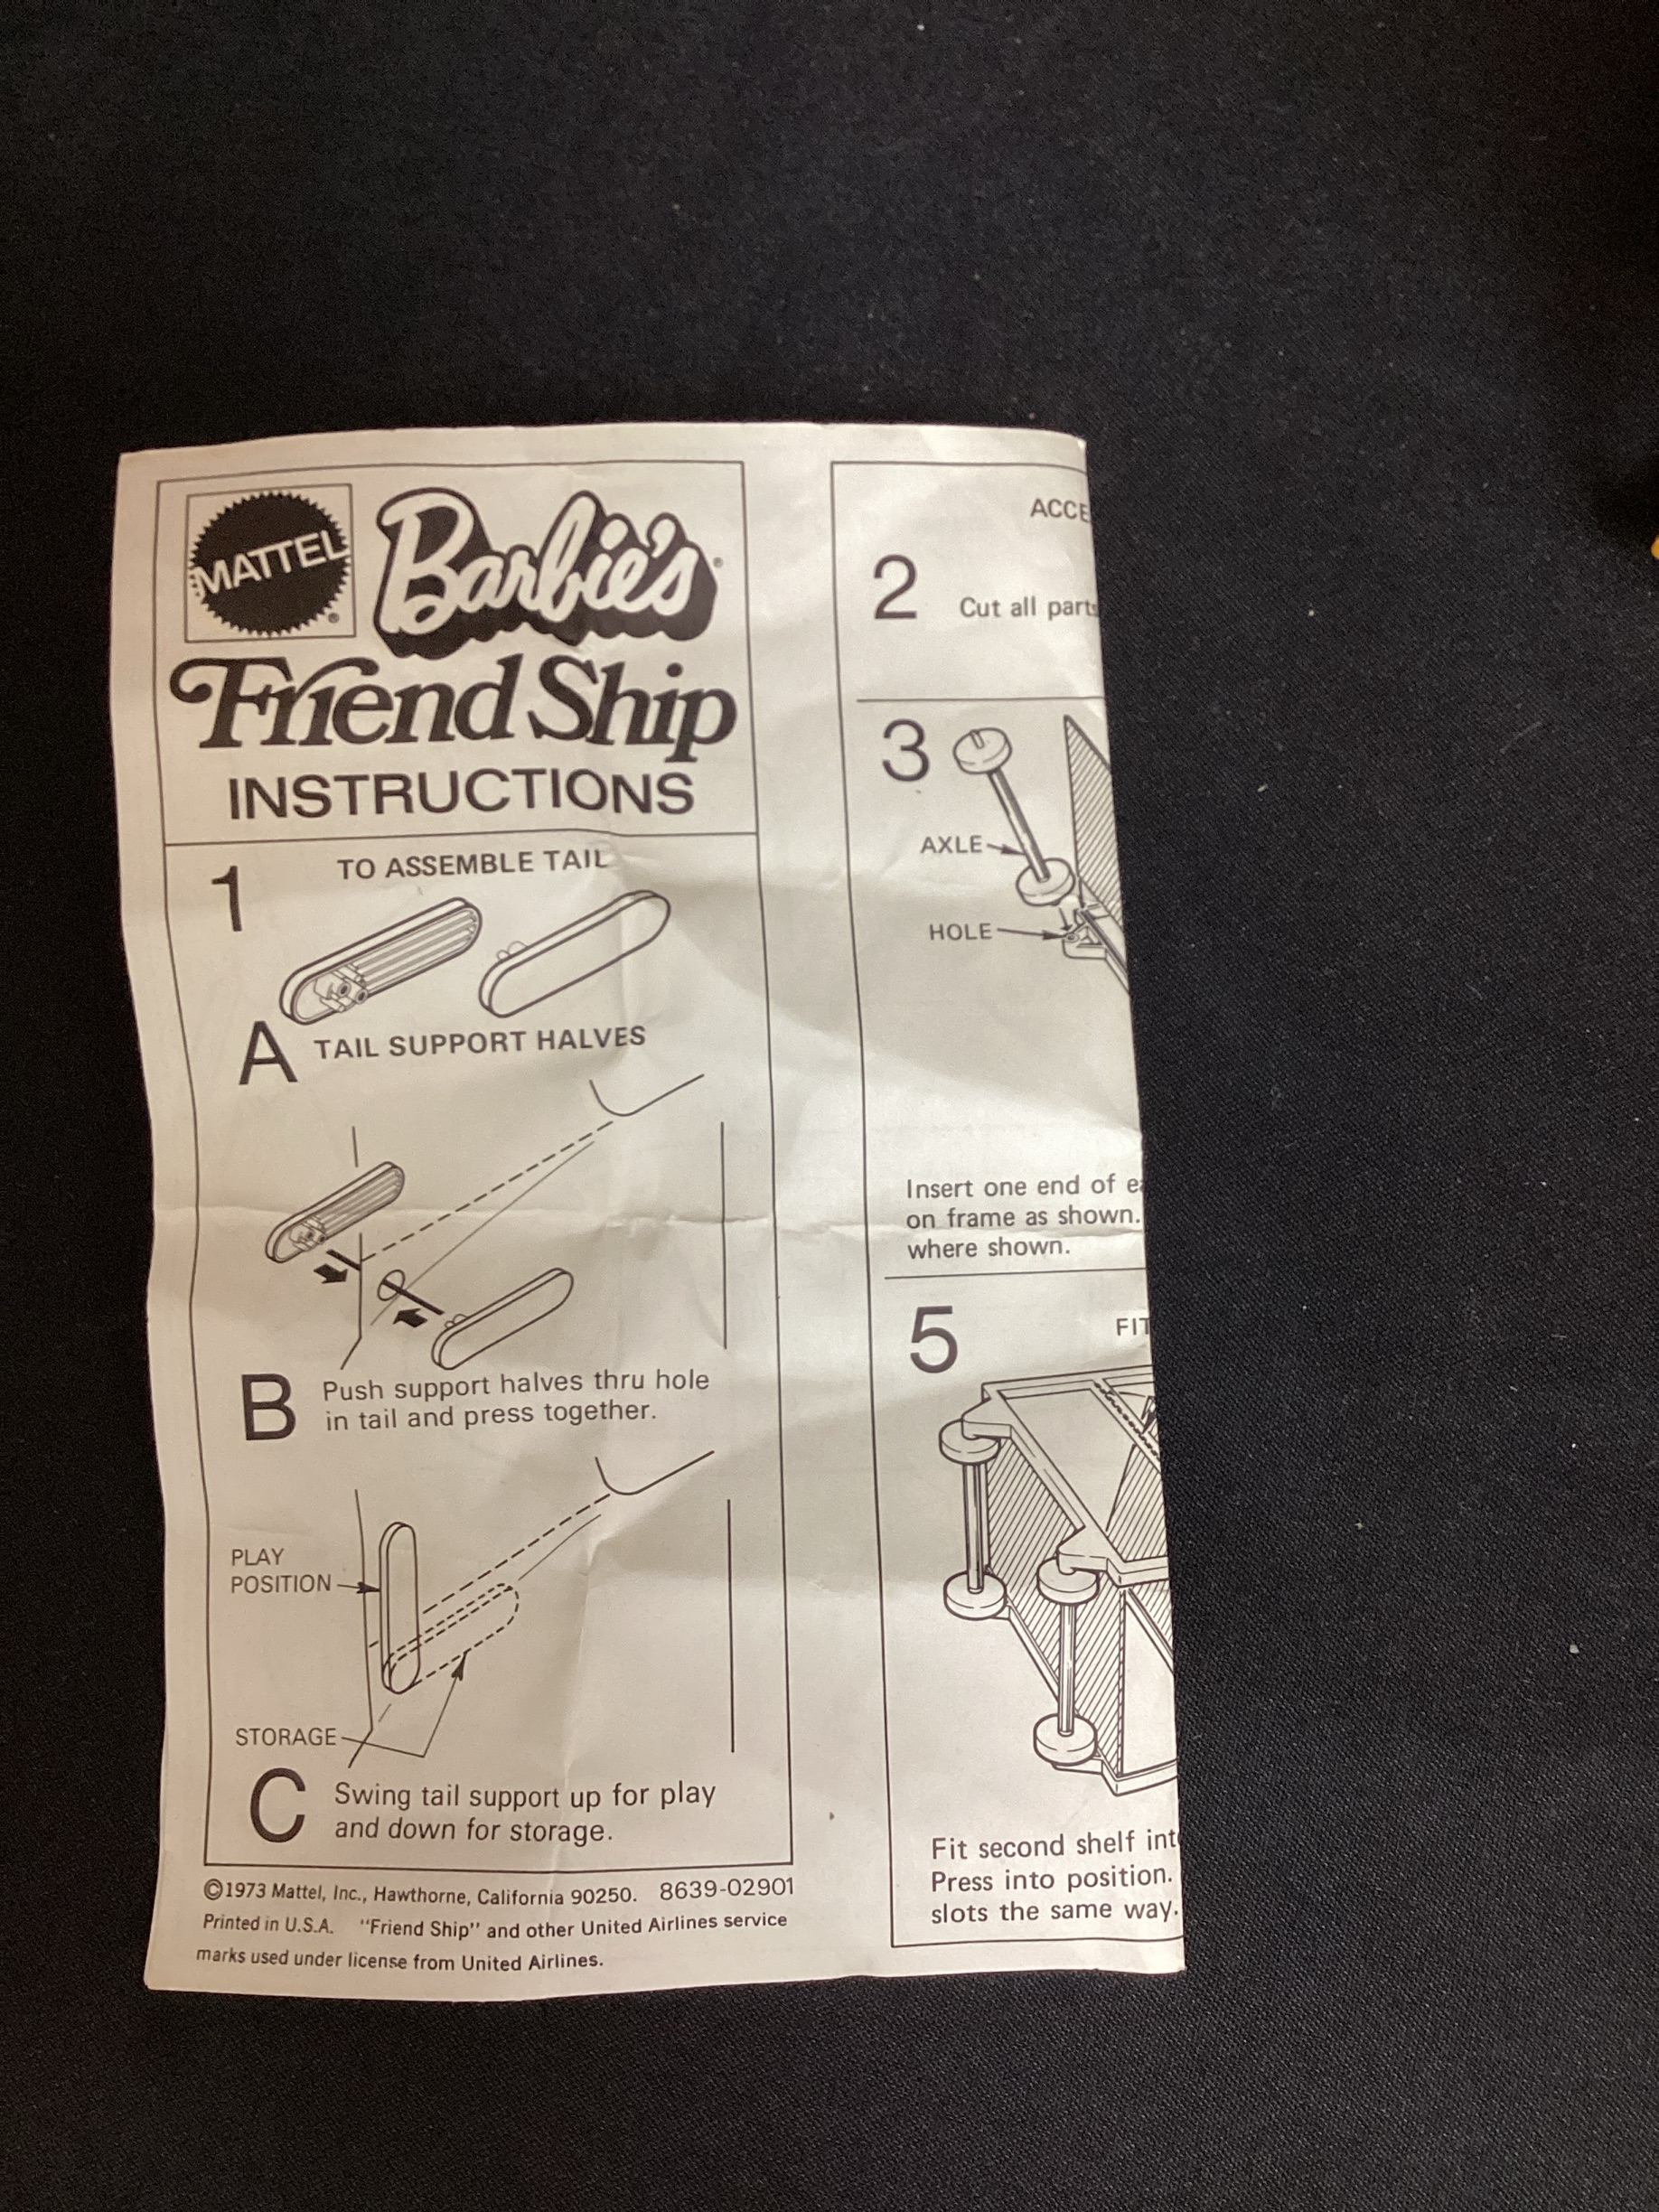 MATTEL
Barbie's
Friend Ship
INSTRUCTIONS
1
TO ASSEMBLE TAIL
A
TAIL SUPPORT HALVES
B
Push support halves thru hole
in tail and press together.
PLAY
POSITION
STORAGE
C
Swing tail support up for play
and down for storage.
©1973 Mattel, Inc., Hawthorne, California 90250. 8639-02901
Printed in U.S.A. "Friend Ship" and other United Airlines service
marks used under license from United Airlines.
ACCE
2
Cut all parts
3
AXLE
HOLE
Insert one end of
on frame as shown.
where shown.
5
FIT
Fit second shelf int
Press into position.
slots the same way.